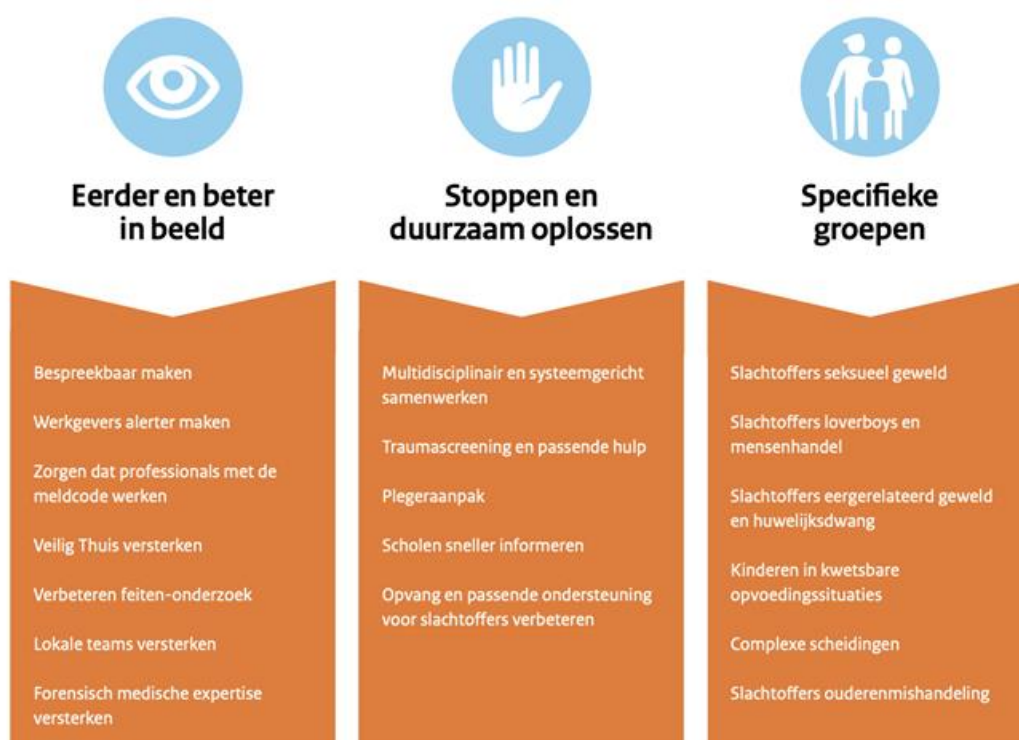 Eerder en beter
in beeld
Bespreekbaar maken
Werkgevers alerter maken
Zorgen dat professionals met de
meldcode werken
Veilig Thuis versterken
Verbeteren feiten-onderzoek
Lokale teams versterken
Forensisch medische expertise
versterken
Stoppen en
duurzaam oplossen
Multidisciplinair en systeemgericht
samenwerken
Traumascreening en passende hulp
Plegeraanpak
Scholen sneller informeren
Opvang en passende ondersteuning
voor slachtoffers verbeteren
Specifieke
groepen
Slachtoffers seksueel geweld
Slachtoffers loverboys en
mensenhandel
Slachtoffers eergerelateerd geweld
en huwelijksdwang
Kinderen in kwetsbare
opvoedingssituaties
Complexe scheidingen
Slachtoffers ouderenmishandeling